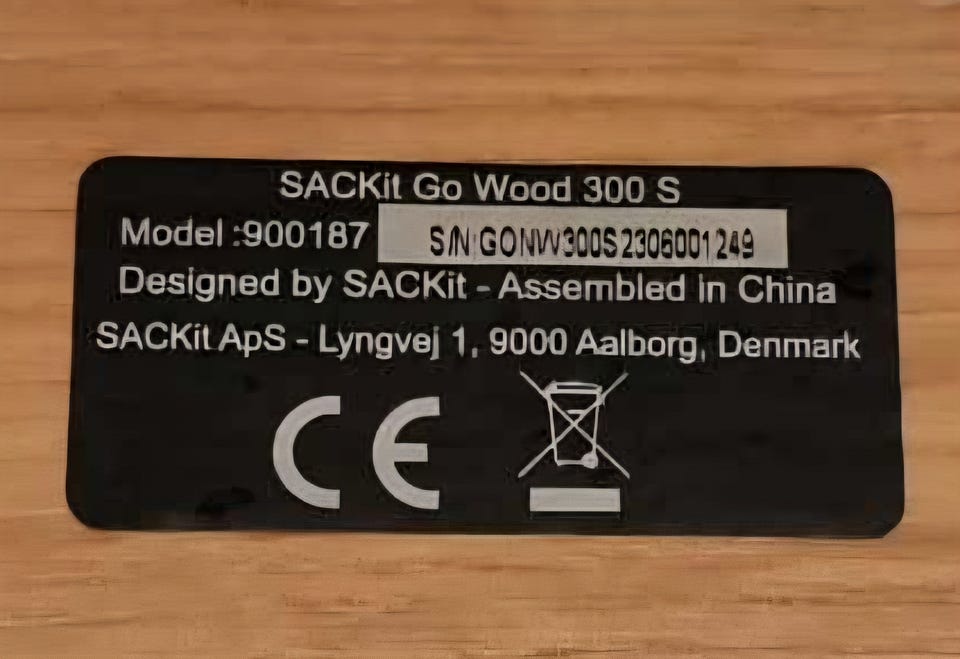 SACKit Go Wood 300 S
Model :900187 S/N:GONW300S2306001249
Designed by SACKit - Assembled in China
SACKit ApS - Lyngvej 1, 9000 Aalborg, Denmark
CE